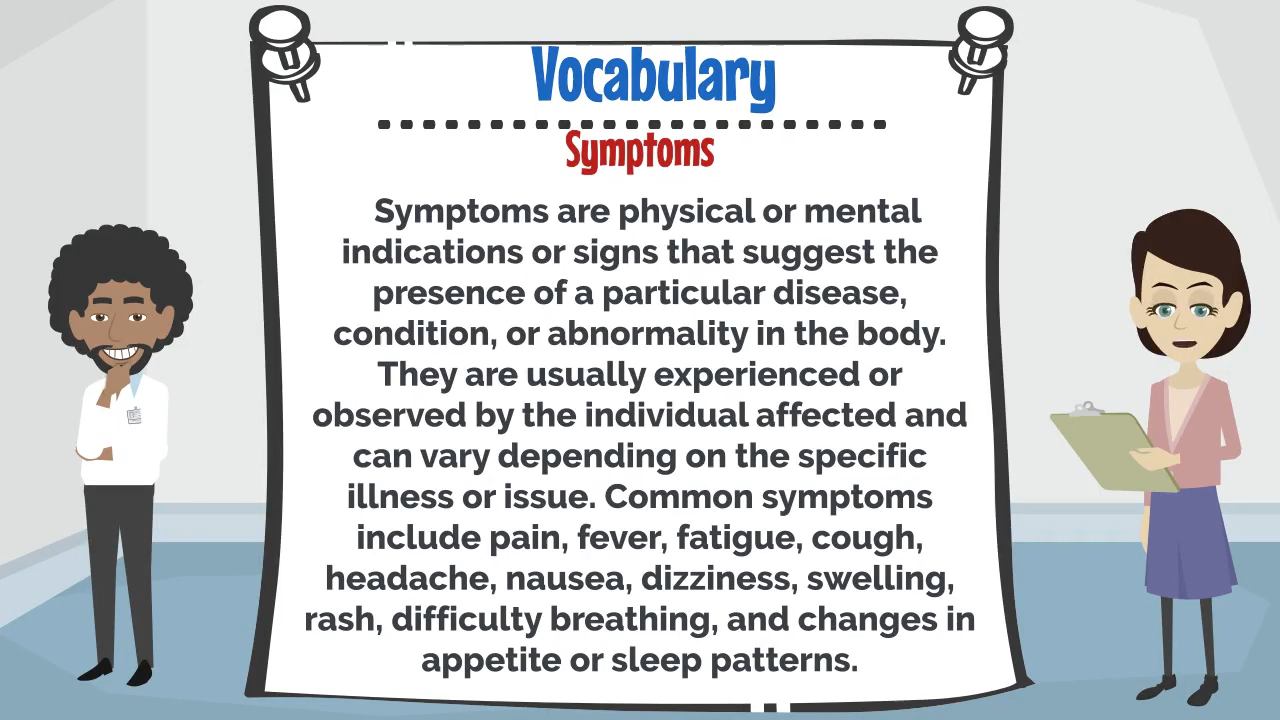 Vocabulary
Symptoms
Symptoms are physical or mental
indications or signs that suggest the
presence of a particular disease,
condition, or abnormality in the body.
They are usually experienced or
observed by the individual affected and
can vary depending on the specific
illness or issue. Common symptoms
include pain, fever, fatigue, cough,
headache, nausea, dizziness, swelling,
rash, difficulty breathing, and changes in
appetite or sleep patterns.